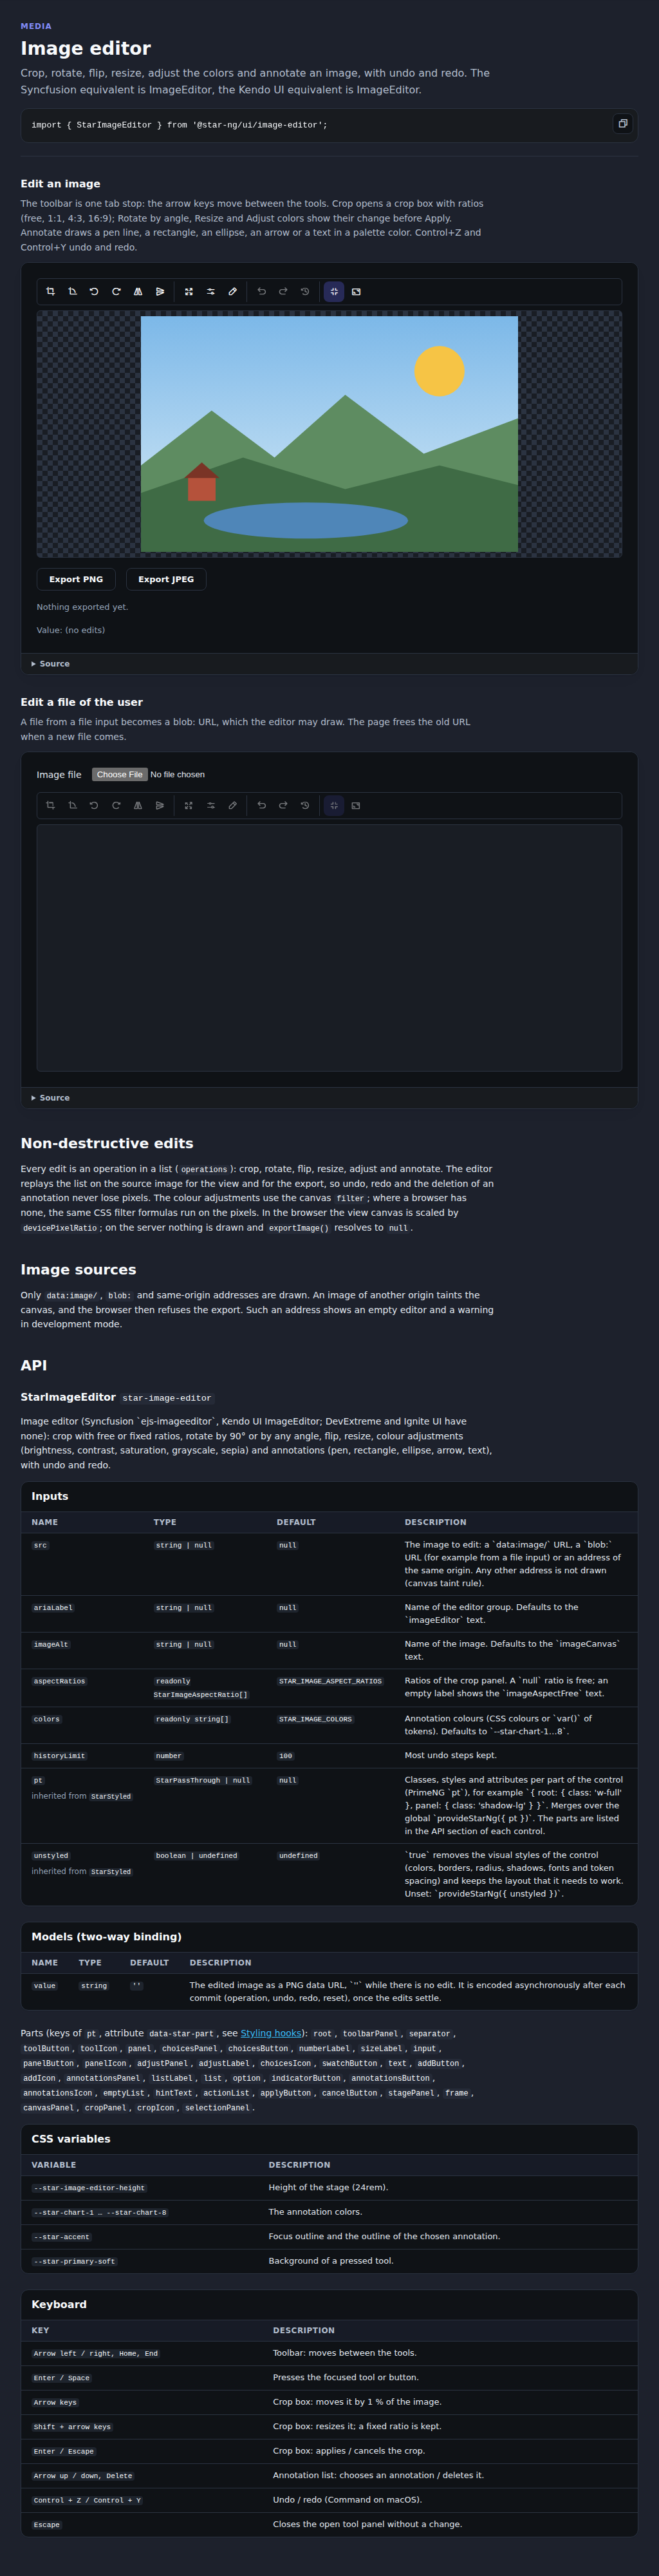 MEDIA
Image editor
Crop, rotate, flip, resize, adjust the colors and annotate an image, with undo and redo. The
Syncfusion equivalent is ImageEditor, the Kendo UI equivalent is ImageEditor.
import { StarImageEditor } from '@star-ng/ui/image-editor';
Edit an image
The toolbar is one tab stop: the arrow keys move between the tools. Crop opens a crop box with ratios
(free, 1:1, 4:3, 16:9); Rotate by angle, Resize and Adjust colors show their change before Apply.
Annotate draws a pen line, a rectangle, an ellipse, an arrow or a text in a palette color. Control+Z and
Control+Y undo and redo.
Export PNG Export JPEG
Nothing exported yet.
Value: (no edits)
Source
Edit a file of the user
A file from a file input becomes a blob: URL, which the editor may draw. The page frees the old URL
when a new file comes.
Image file Choose File No file chosen
Source
Non-destructive edits
Every edit is an operation in a list ( operations ): crop, rotate, flip, resize, adjust and annotate. The editor
replays the list on the source image for the view and for the export, so undo, redo and the deletion of an
annotation never lose pixels. The colour adjustments use the canvas filter ; where a browser has
none, the same CSS filter formulas run on the pixels. In the browser the view canvas is scaled by
devicePixelRatio ; on the server nothing is drawn and exportImage() resolves to null .
Image sources
Only data:image/ , blob: and same-origin addresses are drawn. An image of another origin taints the
canvas, and the browser then refuses the export. Such an address shows an empty editor and a warning
in development mode.
API
StarImageEditor star-image-editor
Image editor (Syncfusion `ejs-imageeditor`, Kendo UI ImageEditor; DevExtreme and Ignite UI have
none): crop with free or fixed ratios, rotate by 90° or by any angle, flip, resize, colour adjustments
(brightness, contrast, saturation, grayscale, sepia) and annotations (pen, rectangle, ellipse, arrow, text),
with undo and redo.
Inputs
NAME TYPE DEFAULT DESCRIPTION
src string | null null The image to edit: a `data:image/` URL, a `blob:`
URL (for example from a file input) or an address of
the same origin. Any other address is not drawn
(canvas taint rule).
ariaLabel string | null null Name of the editor group. Defaults to the
`imageEditor` text.
imageAlt string | null null Name of the image. Defaults to the `imageCanvas`
text.
aspectRatios readonly StarImageAspectRatio[] STAR_IMAGE_ASPECT_RATIOS Ratios of the crop panel. A `null` ratio is free; an
empty label shows the `imageAspectFree` text.
colors readonly string[] STAR_IMAGE_COLORS Annotation colours (CSS colours or `var()` of
tokens). Defaults to `--star-chart-1…8`.
historyLimit number 100 Most undo steps kept.
pt StarPassThrough | null null Classes, styles and attributes per part of the control
inherited from StarStyled (PrimeNG `pt`), for example `{ root: { class: 'w-full'
}, panel: { class: 'shadow-lg' } }`. Merges over the
global `provideStarNg({ pt })`. The parts are listed
in the API section of each control.
unstyled boolean | undefined undefined `true` removes the visual styles of the control
inherited from StarStyled (colors, borders, radius, shadows, fonts and token
spacing) and keeps the layout that it needs to work.
Unset: `provideStarNg({ unstyled })`.
Models (two-way binding)
NAME TYPE DEFAULT DESCRIPTION
value string '' The edited image as a PNG data URL, `''` while there is no edit. It is encoded asynchronously after each
commit (operation, undo, redo, reset), once the edits settle.
Parts (keys of pt , attribute data-star-part , see Styling hooks): root , toolbarPanel , separator ,
toolButton , toolIcon , panel , choicesPanel , choicesButton , numberLabel , sizeLabel , input ,
panelButton , panelIcon , adjustPanel , adjustLabel , choicesIcon , swatchButton , text , addButton ,
addIcon , annotationsPanel , listLabel , list , option , indicatorButton , annotationsButton ,
annotationsIcon , emptyList , hintText , actionList , applyButton , cancelButton , stagePanel , frame ,
canvasPanel , cropPanel , cropIcon , selectionPanel .
CSS variables
VARIABLE DESCRIPTION
--star-image-editor-height Height of the stage (24rem).
--star-chart-1 … --star-chart-8 The annotation colors.
--star-accent Focus outline and the outline of the chosen annotation.
--star-primary-soft Background of a pressed tool.
Keyboard
KEY DESCRIPTION
Arrow left / right, Home, End Toolbar: moves between the tools.
Enter / Space Presses the focused tool or button.
Arrow keys Crop box: moves it by 1 % of the image.
Shift + arrow keys Crop box: resizes it; a fixed ratio is kept.
Enter / Escape Crop box: applies / cancels the crop.
Arrow up / down, Delete Annotation list: chooses an annotation / deletes it.
Control + Z / Control + Y Undo / redo (Command on macOS).
Escape Closes the open tool panel without a change.